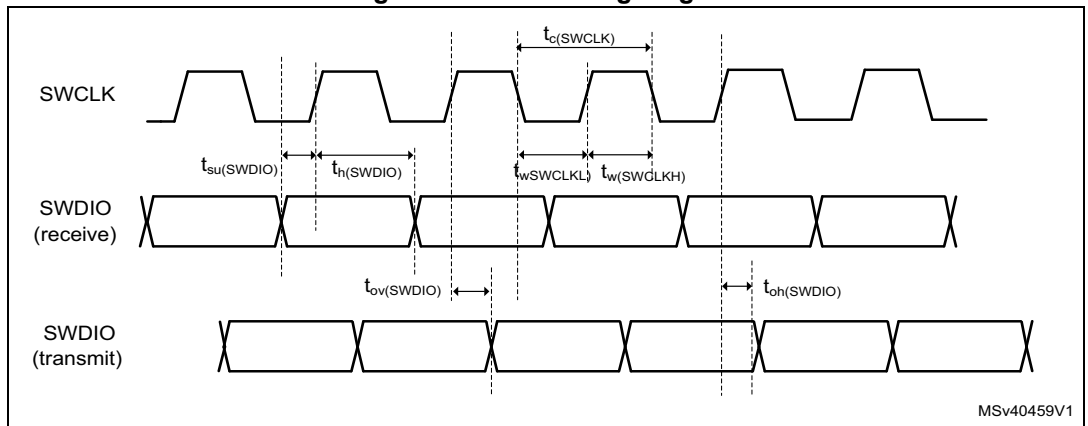 tc(SWCLK)
SWCLK
tsu(SWDIO) th(SWDIO) twSWCLKL) tw(SWCLKH)
SWDIO
(receive)
tov(SWDIO) toh(SWDIO)
SWDIO
(transmit)
MSv40459V1